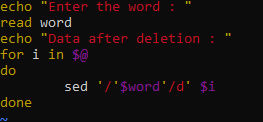 echo "Enter the word : "
read word
echo "Data after deletion : "
for i in $@
do
        sed '/'$word'/d' $i
done
~